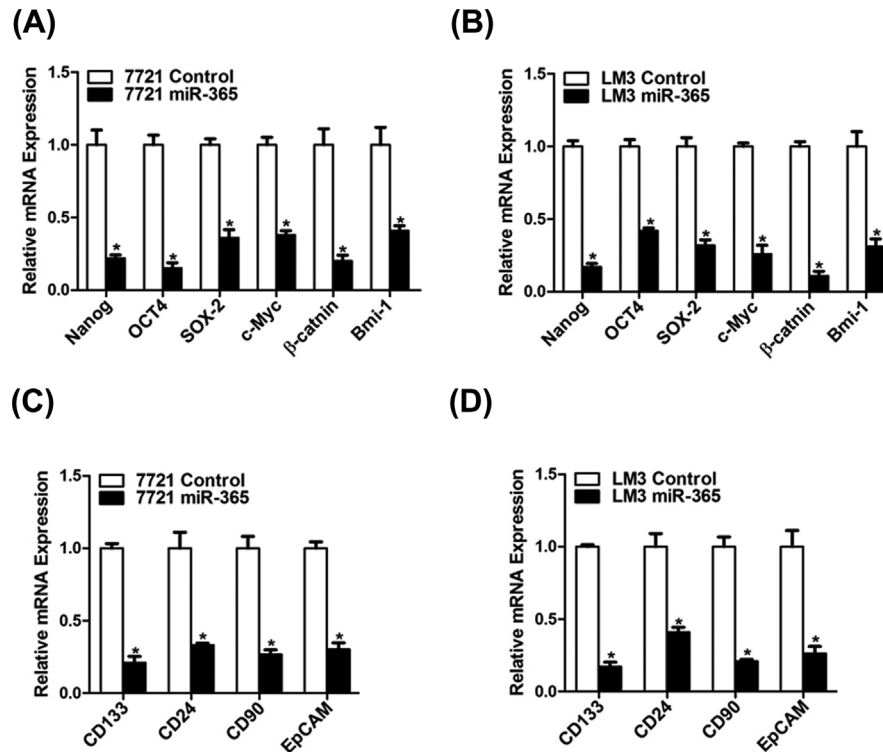 (A)
1.5
1.0
0.5
0.0
Relative mRNA Expression
7721 Control
7721 miR-365
*
*
*
*
*
*
Nanog
OCT4
SOX-2
c-Myc
β-catnin
Bmi-1
(B)
1.5
1.0
0.5
0.0
Relative mRNA Expression
LM3 Control
LM3 miR-365
*
*
*
*
*
*
Nanog
OCT4
SOX-2
c-Myc
β-catnin
Bmi-1
(C)
1.5
1.0
0.5
0.0
Relative mRNA Expression
7721 Control
7721 miR-365
*
*
*
*
CD133
CD24
CD90
EpCAM
(D)
1.5
1.0
0.5
0.0
Relative mRNA Expression
LM3 Control
LM3 miR-365
*
*
*
*
CD133
CD24
CD90
EpCAM